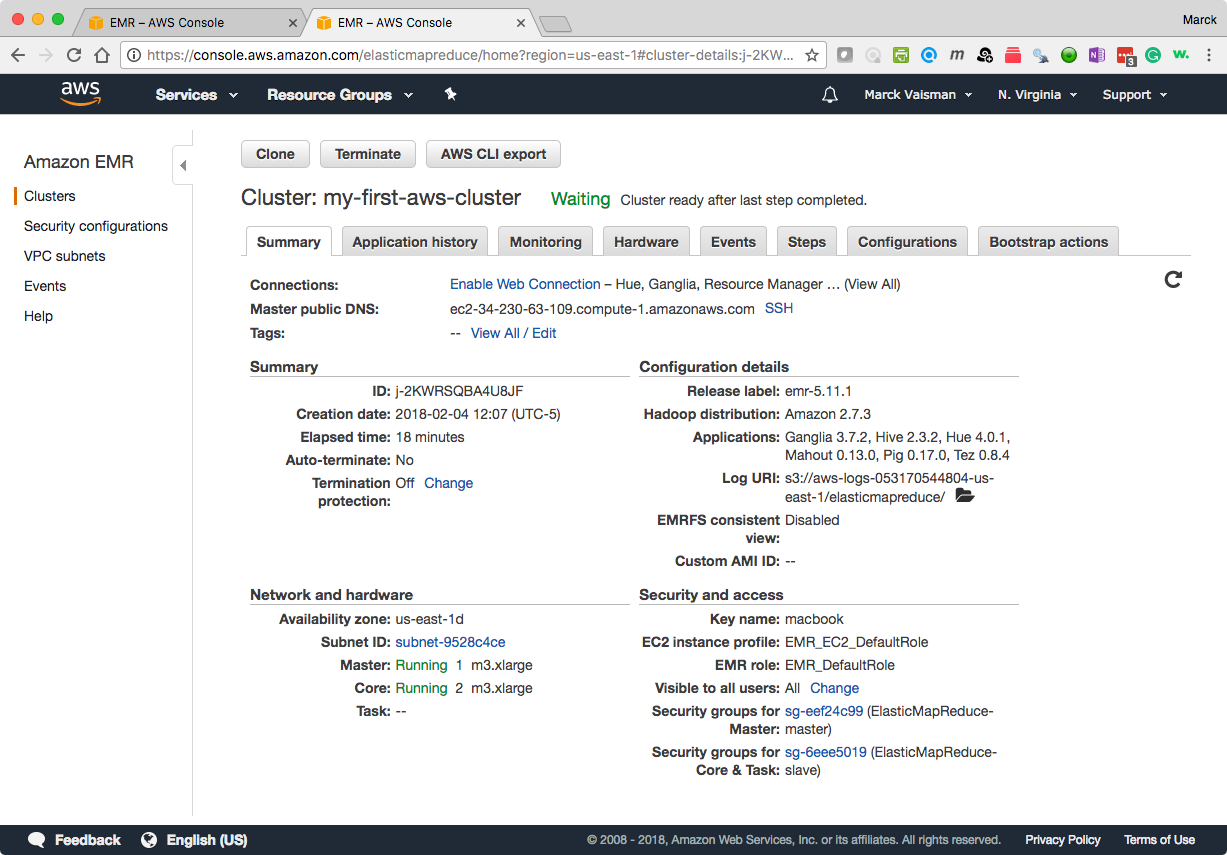 EMR – AWS Console
EMR – AWS Console
Marck
https://console.aws.amazon.com/elasticmapreduce/home?region=us-east-1#cluster-details:j-2KW...
m
N
3
G
w.
aws
Services
Resource Groups
Marck Vaisman
N. Virginia
Support
Amazon EMR
Clusters
Security configurations
VPC subnets
Events
Help
Clone
Terminate
AWS CLI export
Cluster: my-first-aws-cluster
Waiting
Cluster ready after last step completed.
Summary
Application history
Monitoring
Hardware
Events
Steps
Configurations
Bootstrap actions
Connections: Enable Web Connection – Hue, Ganglia, Resource Manager … (View All)
Master public DNS: ec2-34-230-63-109.compute-1.amazonaws.com SSH
Tags: -- View All / Edit
Summary
ID: j-2KWRSQBA4U8JF
Creation date: 2018-02-04 12:07 (UTC-5)
Elapsed time: 18 minutes
Auto-terminate: No
Termination Off Change
protection:
Configuration details
Release label: emr-5.11.1
Hadoop distribution: Amazon 2.7.3
Applications: Ganglia 3.7.2, Hive 2.3.2, Hue 4.0.1,
Mahout 0.13.0, Pig 0.17.0, Tez 0.8.4
Log URI: s3://aws-logs-053170544804-us-
east-1/elasticmapreduce/
EMRFS consistent Disabled
view:
Custom AMI ID: --
Network and hardware
Availability zone: us-east-1d
Subnet ID: subnet-9528c4ce
Master: Running 1 m3.xlarge
Core: Running 2 m3.xlarge
Task: --
Security and access
Key name: macbook
EC2 instance profile: EMR_EC2_DefaultRole
EMR role: EMR_DefaultRole
Visible to all users: All Change
Security groups for sg-eef24c99 (ElasticMapReduce-
Master: master)
Security groups for sg-6eee5019 (ElasticMapReduce-
Core & Task: slave)
Feedback
English (US)
© 2008 - 2018, Amazon Web Services, Inc. or its affiliates. All rights reserved.
Privacy Policy
Terms of Use